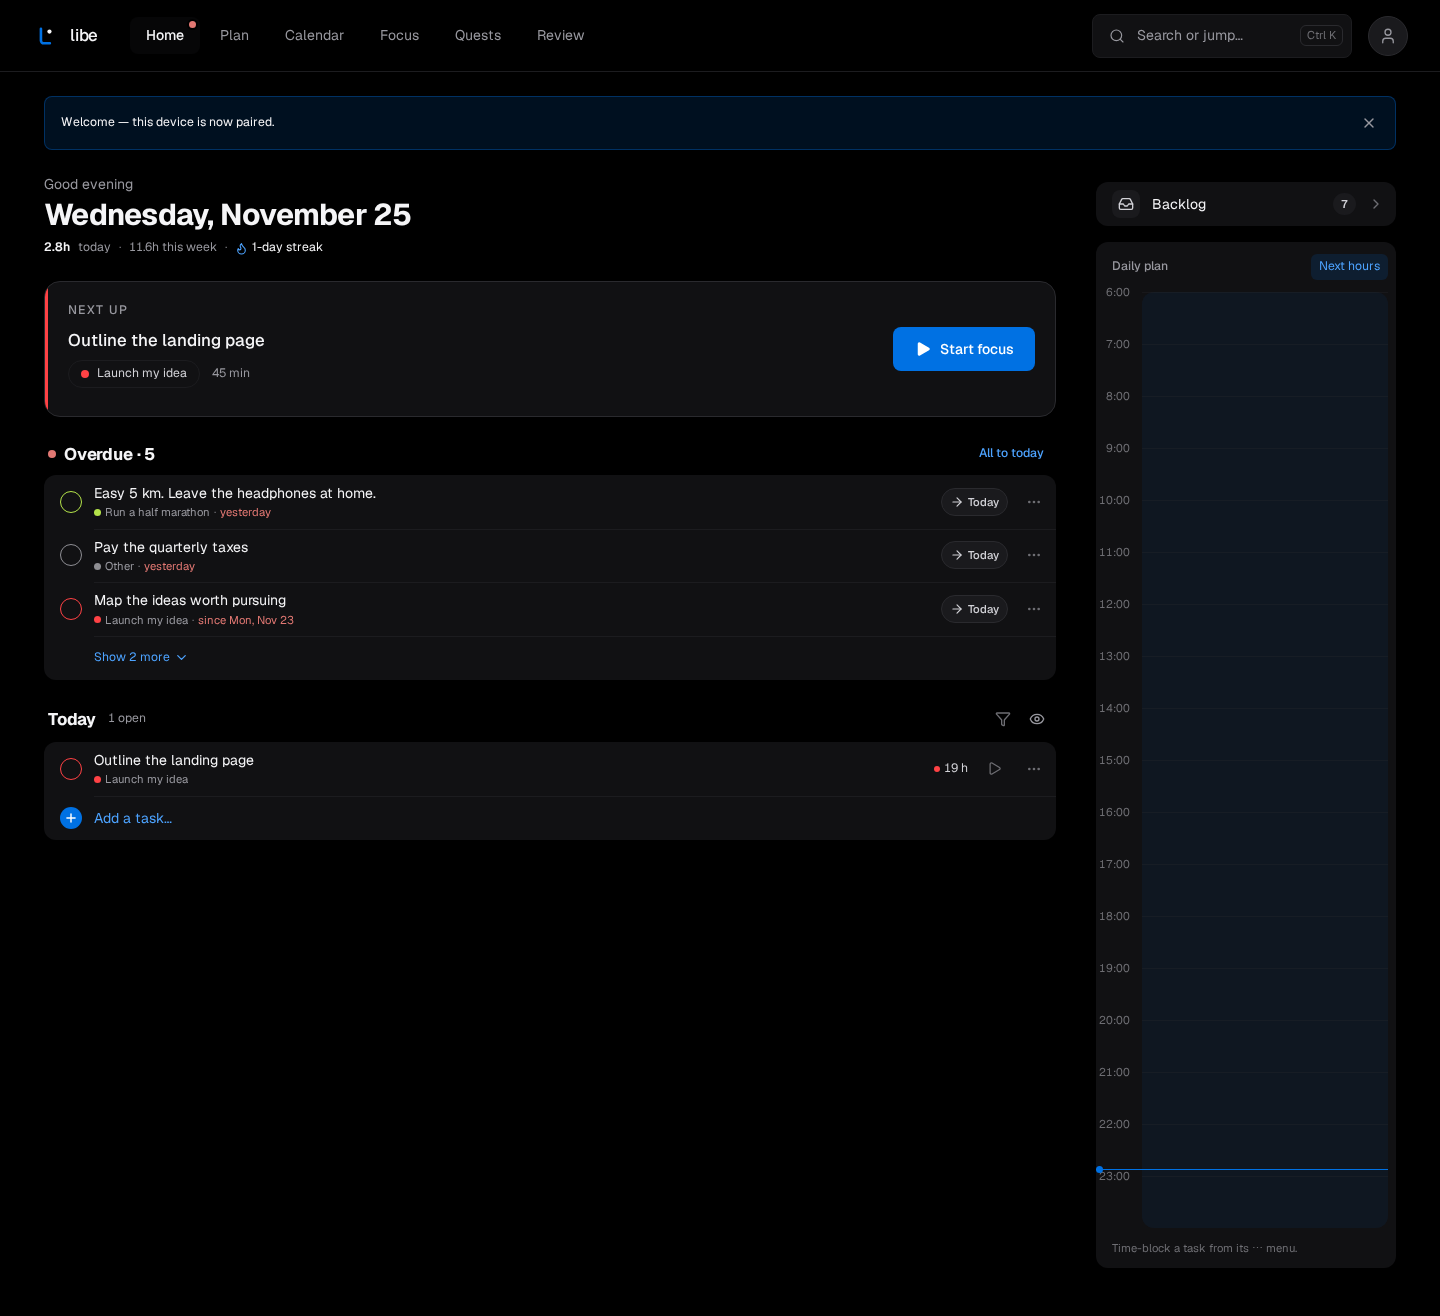 libe
Home
Plan
Calendar
Focus
Quests
Review
Search or jump...
Ctrl K
Welcome — this device is now paired.
Good evening
Wednesday, November 25
2.8h today · 11.6h this week · 1-day streak
NEXT UP
Outline the landing page
Launch my idea
45 min
Start focus
Overdue · 5
All to today
Easy 5 km. Leave the headphones at home.
Run a half marathon · yesterday
Today
Pay the quarterly taxes
Other · yesterday
Today
Map the ideas worth pursuing
Launch my idea · since Mon, Nov 23
Today
Show 2 more
Today
1 open
Outline the landing page
Launch my idea
19 h
Add a task...
Backlog
7
Daily plan
Next hours
6:00
7:00
8:00
9:00
10:00
11:00
12:00
13:00
14:00
15:00
16:00
17:00
18:00
19:00
20:00
21:00
22:00
23:00
Time-block a task from its ··· menu.